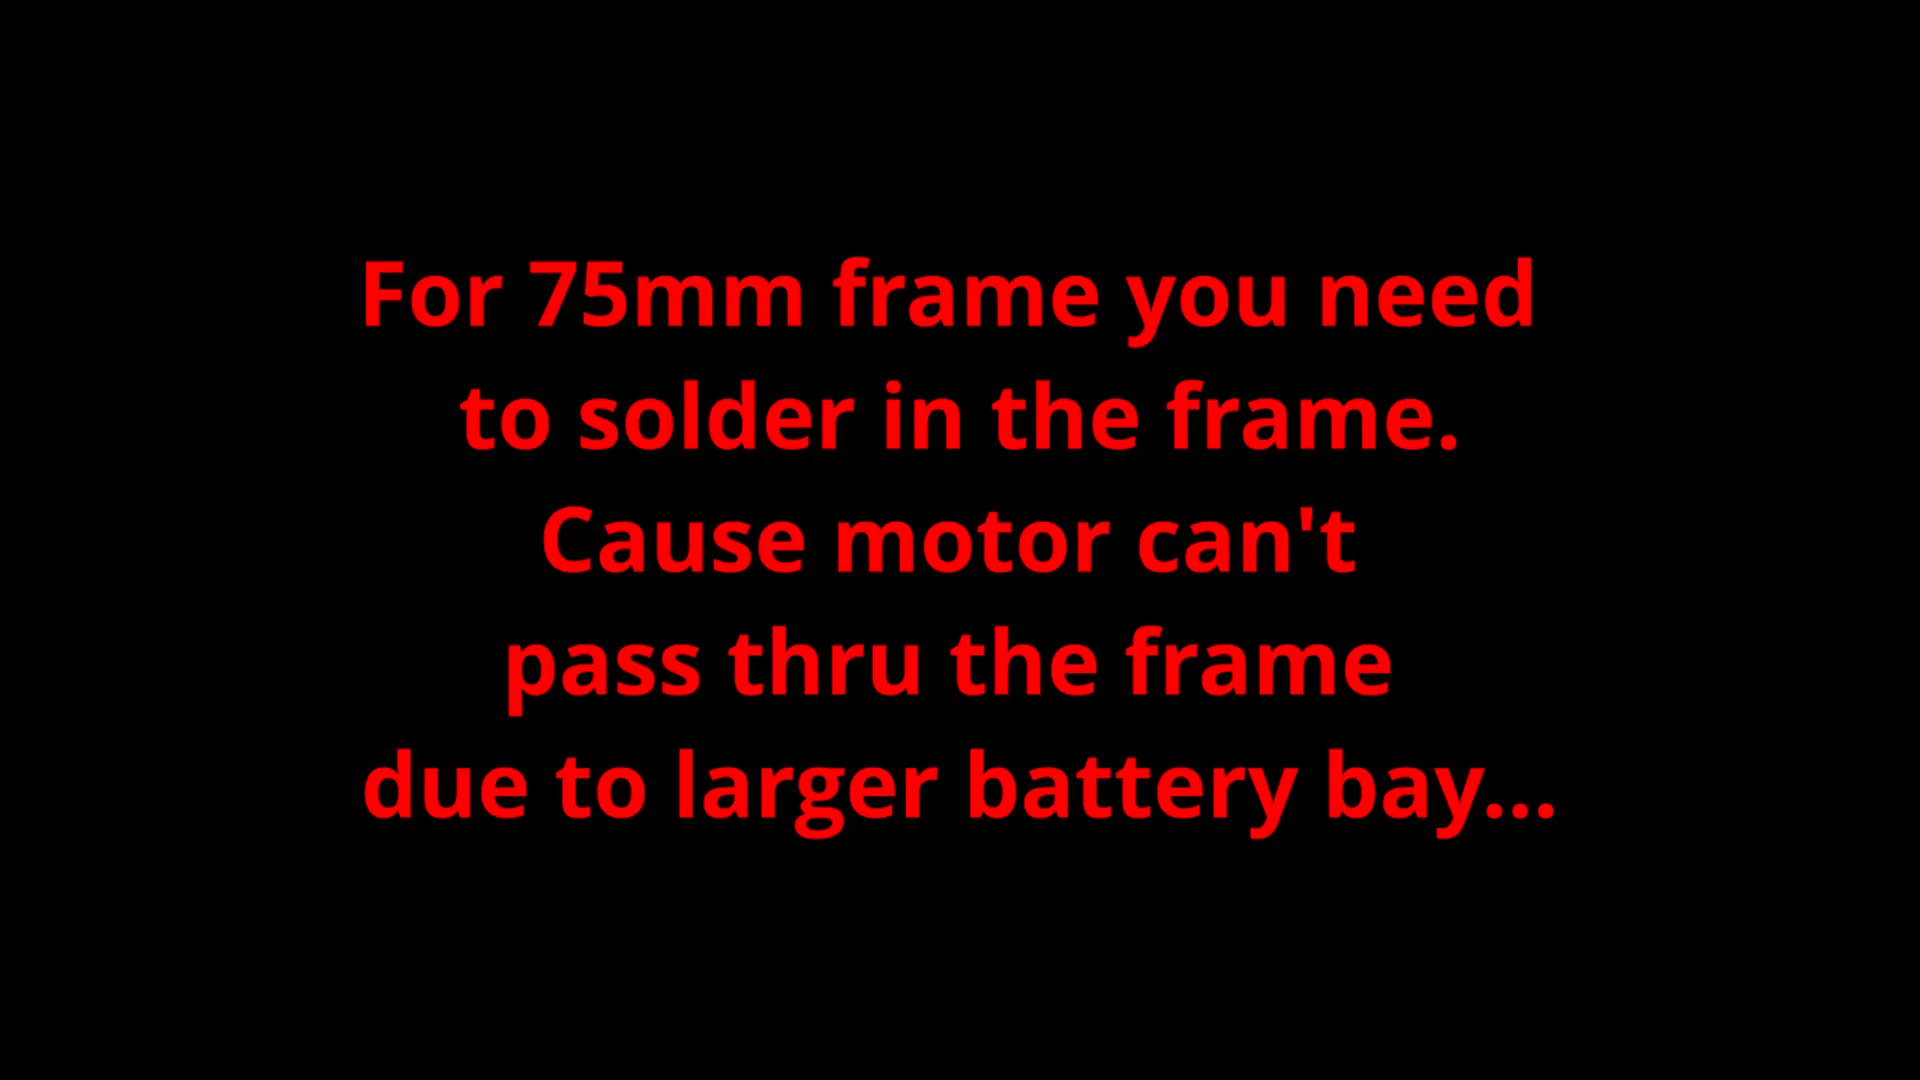 For 75mm frame you need
to solder in the frame.
Cause motor can't
pass thru the frame
due to larger battery bay...